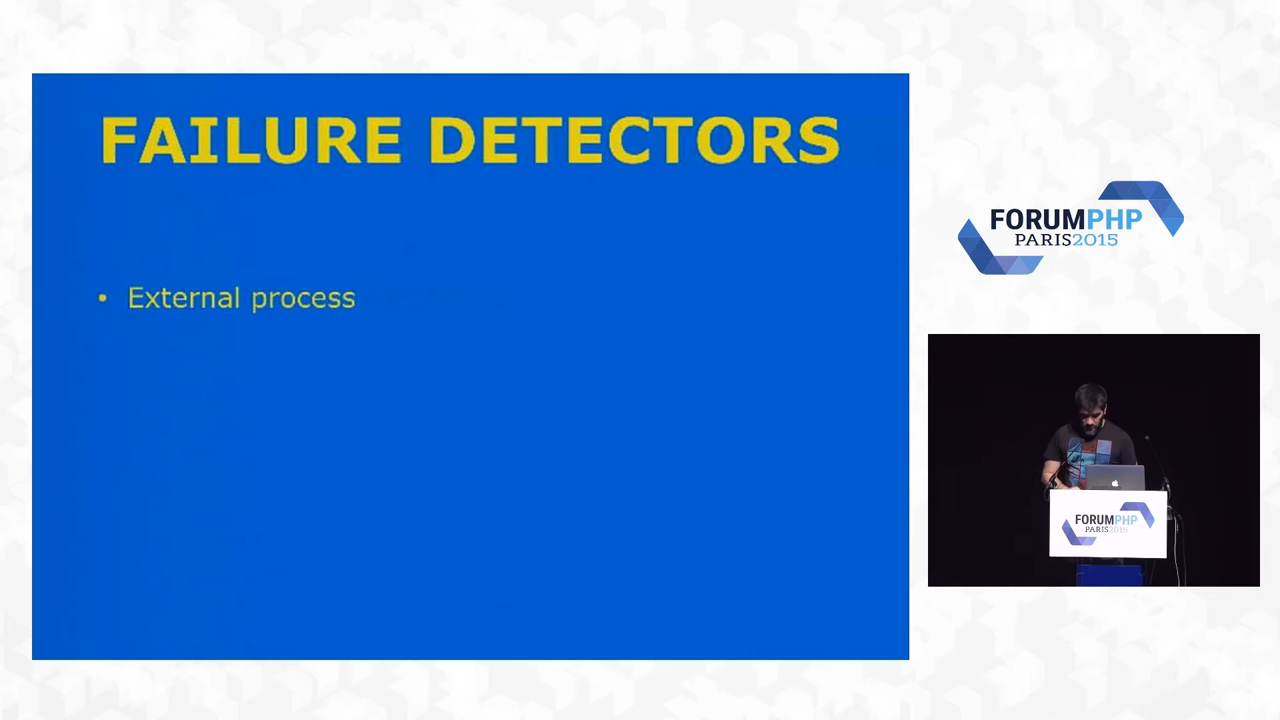 FAILURE DETECTORS
• External process
FORUMPHP
PARIS2015
FORUMPHP
PARIS2015